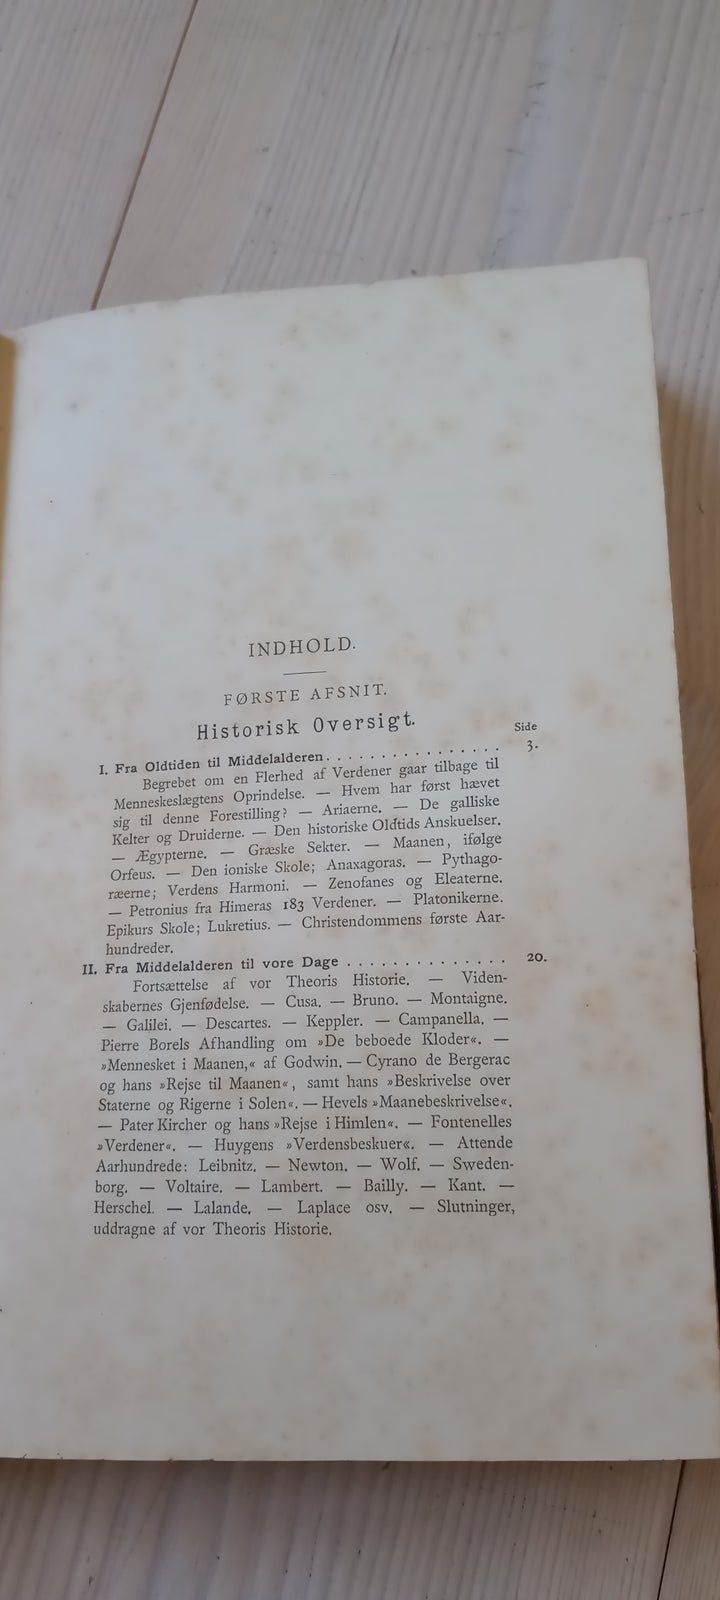 INDHOLD.
FØRSTE AFSNIT.
Historisk Oversigt.
Side
I. Fra Oldtiden til Middelalderen. . . . . . . . . . . . . . . . 3.
Begrebet om en Flerhed af Verdener gaar tilbage til
Menneskeslægtens Oprindelse. — Hvem har først hævet
sig til denne Forestilling? — Ariaerne. — De galliske
Kelter og Druiderne. — Den historiske Oldtids Anskuelser.
— Ægypterne. — Græske Sekter. — Maanen, ifølge
Orfeus. — Den ioniske Skole; Anaxagoras. — Pythago-
ræerne; Verdens Harmoni. — Zenofanes og Eleaterne.
— Petronius fra Himeras 183 Verdener. — Platonikerne.
Epikurs Skole; Lukretius. — Christendommens første Aar-
hundreder.
II. Fra Middelalderen til vore Dage . . . . . . . . . . . . . . . 20.
Fortsættelse af vor Theoris Historie. — Viden-
skabernes Gjenfødelse. — Cusa. — Bruno. — Montaigne.
— Galilei. — Descartes. — Keppler. — Campanella. —
Pierre Borels Afhandling om »De beboede Kloder«. —
»Mennesket i Maanen,« af Godwin. — Cyrano de Bergerac
og hans »Rejse til Maanen«, samt hans »Beskrivelse over
Staterne og Rigerne i Solen«. — Hevels »Maanebeskrivelse«.
— Pater Kircher og hans »Rejse i Himlen«. — Fontenelles
»Verdener«. — Huygens »Verdensbeskuer«. — Attende
Aarhundrede: Leibnitz. — Newton. — Wolf. — Sweden-
borg. — Voltaire. — Lambert. — Bailly. — Kant. —
Herschel. — Lalande. — Laplace osv. — Slutninger,
uddragne af vor Theoris Historie.